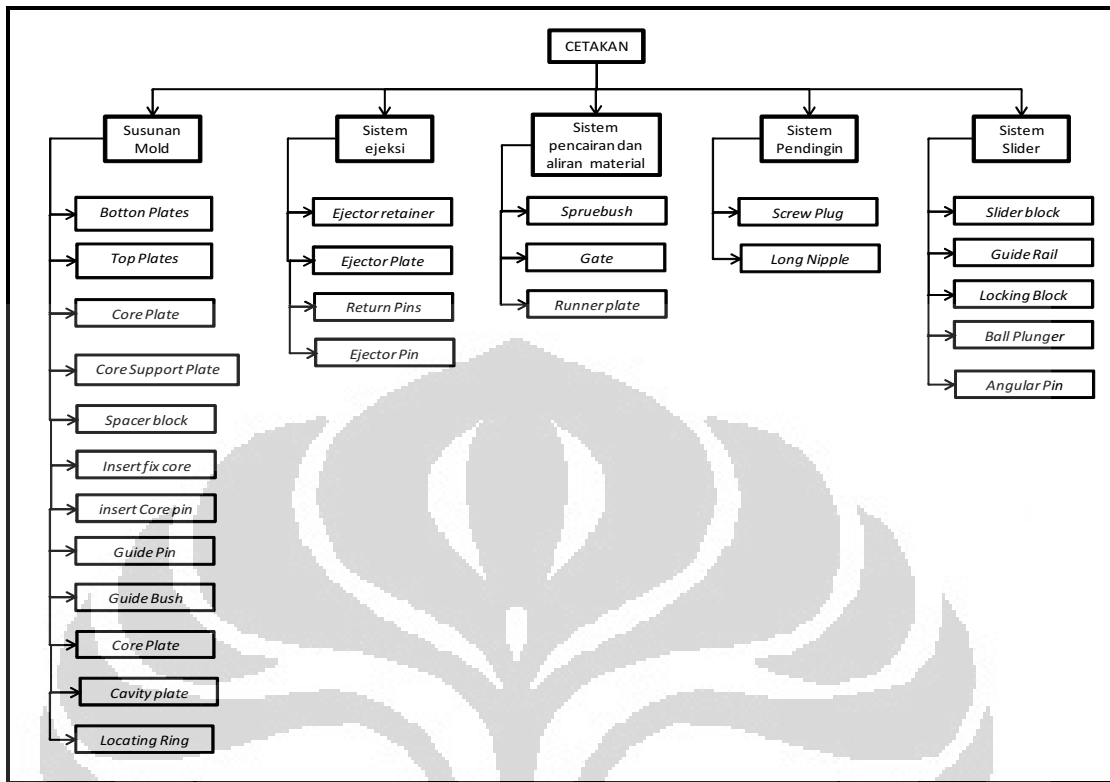 CETAKAN
Susunan
Mold
Botton Plates
Top Plates
Core Plate
Core Support Plate
Spacer block
Insert fix core
insert Core pin
Guide Pin
Guide Bush
Core Plate
Cavity plate
Locating Ring
Sistem
ejeksi
Ejector retainer
Ejector Plate
Return Pins
Ejector Pin
Sistem
pencairan dan
aliran material
Spruebush
Gate
Runner plate
Sistem
Pendingin
Screw Plug
Long Nipple
Sistem
Slider
Slider block
Guide Rail
Locking Block
Ball Plunger
Angular Pin